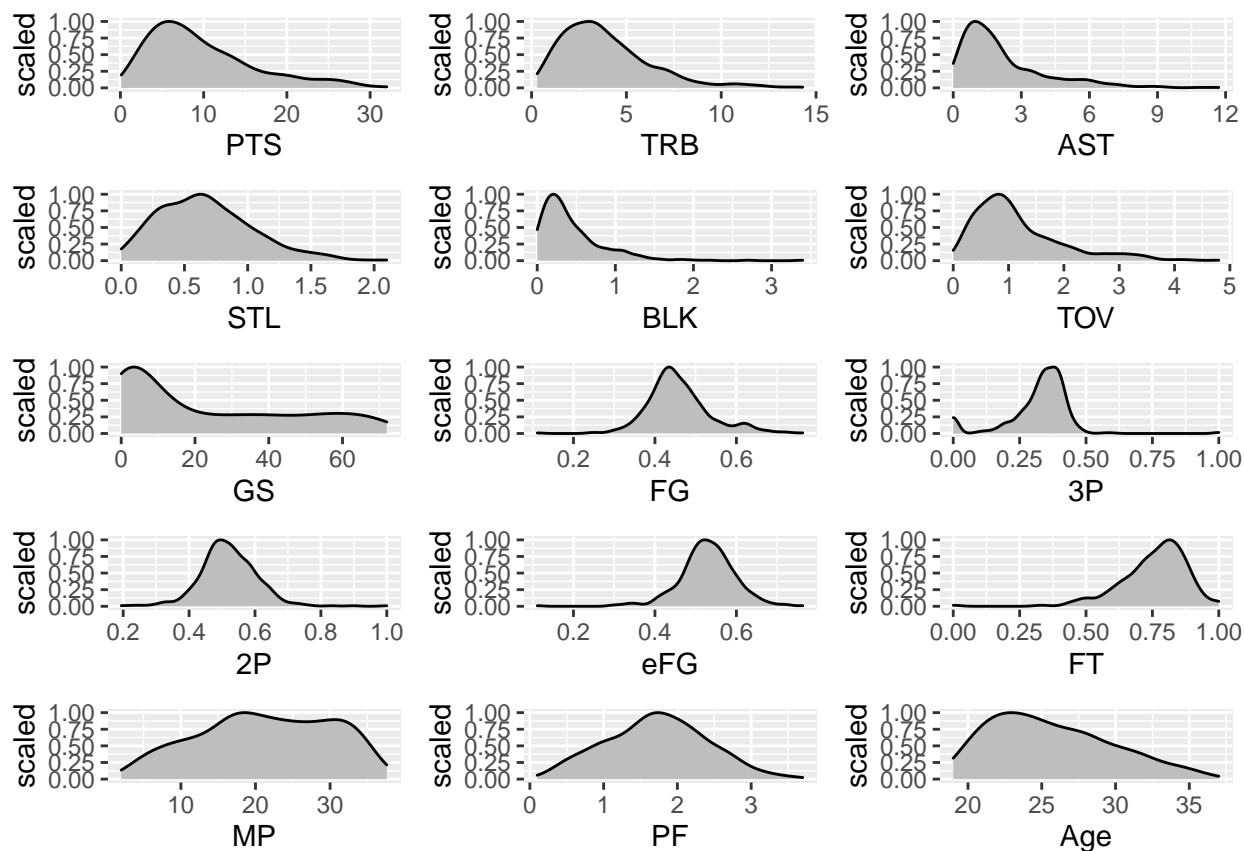 scaled
1.00
0.75
0.50
0.25
0.00
0 10 20 30
PTS
scaled
1.00
0.75
0.50
0.25
0.00
0 5 10 15
TRB
scaled
1.00
0.75
0.50
0.25
0.00
0 3 6 9 12
AST
scaled
1.00
0.75
0.50
0.25
0.00
0.0 0.5 1.0 1.5 2.0
STL
scaled
1.00
0.75
0.50
0.25
0.00
0 1 2 3
BLK
scaled
1.00
0.75
0.50
0.25
0.00
0 1 2 3 4 5
TOV
scaled
1.00
0.75
0.50
0.25
0.00
0 20 40 60
GS
scaled
1.00
0.75
0.50
0.25
0.00
0.2 0.4 0.6
FG
scaled
1.00
0.75
0.50
0.25
0.00
0.00 0.25 0.50 0.75 1.00
3P
scaled
1.00
0.75
0.50
0.25
0.00
0.2 0.4 0.6 0.8 1.0
2P
scaled
1.00
0.75
0.50
0.25
0.00
0.2 0.4 0.6
eFG
scaled
1.00
0.75
0.50
0.25
0.00
0.00 0.25 0.50 0.75 1.00
FT
scaled
1.00
0.75
0.50
0.25
0.00
10 20 30
MP
scaled
1.00
0.75
0.50
0.25
0.00
0 1 2 3
PF
scaled
1.00
0.75
0.50
0.25
0.00
20 25 30 35
Age